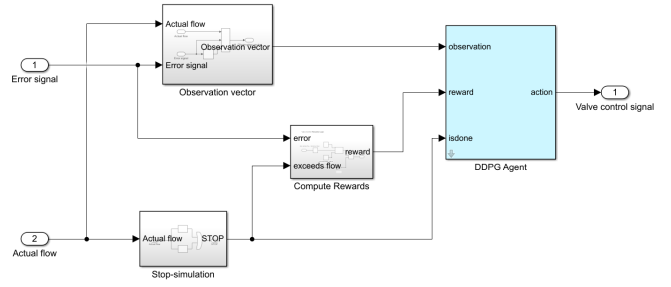 Actual flow
Observation vector
Error signal
Observation vector
1
Error signal
observation
reward
action
isdone
DDPG Agent
1
Valve control signal
error
reward
exceeds flow
Compute Rewards
2
Actual flow
Actual flow
STOP
Stop-simulation